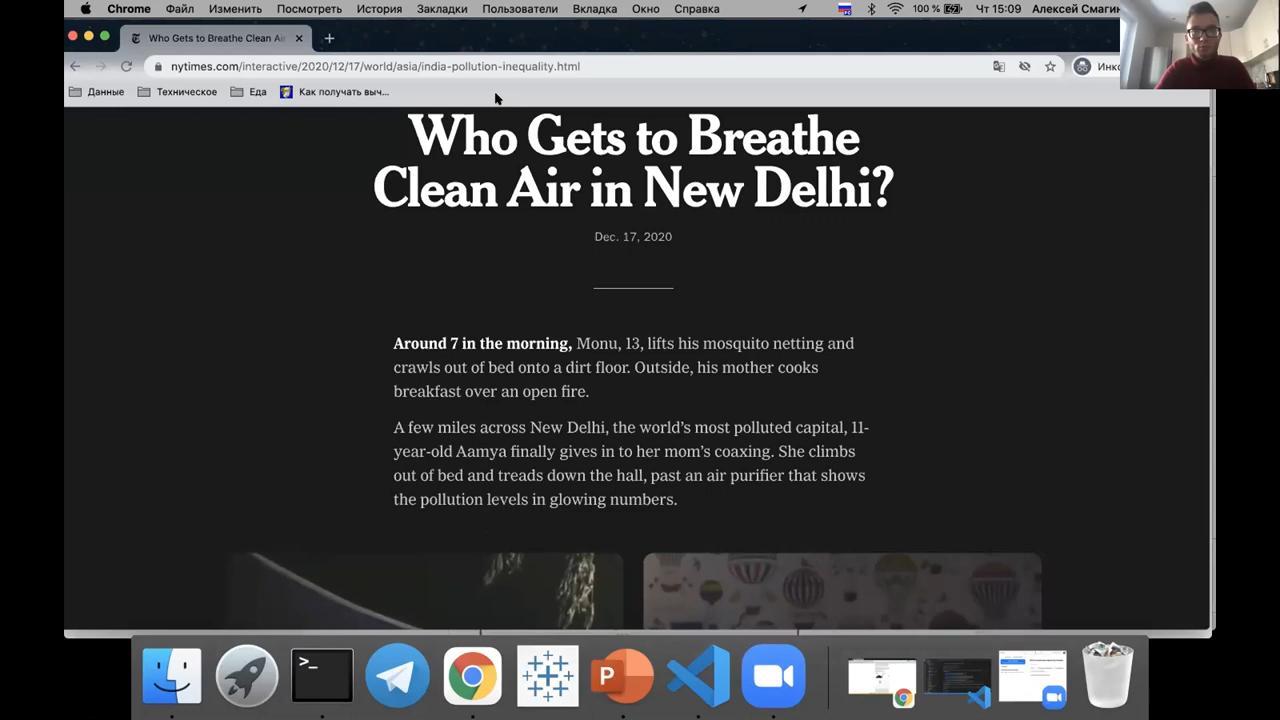 Chrome Файл Изменить Посмотреть История Закладки Пользователи Вкладка Окно Справка 100 % Чт 15:09 Алексей Смагин
Who Gets to Breathe Clean Ai
nytimes.com/interactive/2020/12/17/world/asia/india-pollution-inequality.html Инко
Данные Техническое Еда Как получать выч...
Who Gets to Breathe
Clean Air in New Delhi?
Dec. 17, 2020
Around 7 in the morning, Monu, 13, lifts his mosquito netting and
crawls out of bed onto a dirt floor. Outside, his mother cooks
breakfast over an open fire.
A few miles across New Delhi, the world’s most polluted capital, 11-
year-old Aamya finally gives in to her mom’s coaxing. She climbs
out of bed and treads down the hall, past an air purifier that shows
the pollution levels in glowing numbers.